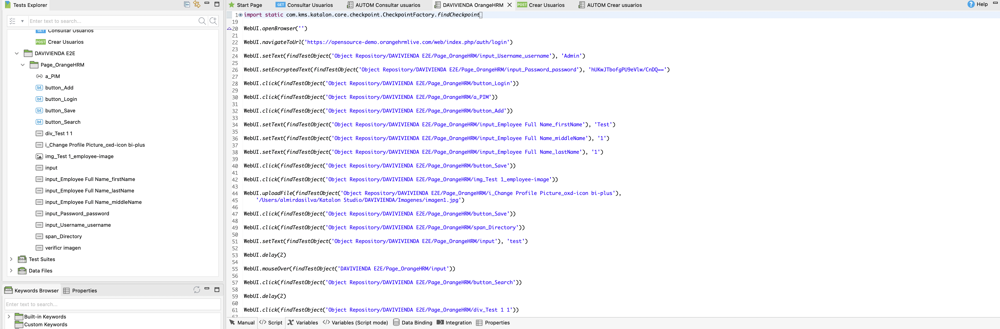 Tests Explorer
Enter text to search...
GET Consultar Usuarios
POST Crear Usuarios
DAVIVIENDA E2E
Page_OrangeHRM
a_PIM
bt button_Add
bt button_Login
bt button_Save
bt button_Search
div_Test 1 1
i_Change Profile Picture_oxd-icon bi-plus
img_Test 1_employee-image
input
input_Employee Full Name_firstName
input_Employee Full Name_lastName
input_Employee Full Name_middleName
input_Password_password
input_Username_username
span_Directory
verificr imagen
Test Suites
Data Files
Keywords Browser
Properties
Enter text to search...
Built-in Keywords
Custom Keywords
Start Page
GET Consultar Usuarios
AUTOM Consultar usuarios
DAVIVIENDA OrangeHRM
POST Crear Usuarios
AUTOM Crear usuarios
? Help
1 import static com.kms.katalon.core.checkpoint.CheckpointFactory.findCheckpoint
19
20 WebUI.openBrowser('')
21
22 WebUI.navigateToUrl('https://opensource-demo.orangehrmlive.com/web/index.php/auth/login')
23
24 WebUI.setText(findTestObject('Object Repository/DAVIVIENDA E2E/Page_OrangeHRM/input_Username_username'), 'Admin')
25
26 WebUI.setEncryptedText(findTestObject('Object Repository/DAVIVIENDA E2E/Page_OrangeHRM/input_Password_password'), 'hUKwJTbofgPU9eVlw/CnDQ==')
27
28 WebUI.click(findTestObject('Object Repository/DAVIVIENDA E2E/Page_OrangeHRM/button_Login'))
29
30 WebUI.click(findTestObject('Object Repository/DAVIVIENDA E2E/Page_OrangeHRM/a_PIM'))
31
32 WebUI.click(findTestObject('Object Repository/DAVIVIENDA E2E/Page_OrangeHRM/button_Add'))
33
34 WebUI.setText(findTestObject('Object Repository/DAVIVIENDA E2E/Page_OrangeHRM/input_Employee Full Name_firstName'), 'Test')
35
36 WebUI.setText(findTestObject('Object Repository/DAVIVIENDA E2E/Page_OrangeHRM/input_Employee Full Name_middleName'), '1')
37
38 WebUI.setText(findTestObject('Object Repository/DAVIVIENDA E2E/Page_OrangeHRM/input_Employee Full Name_lastName'), '1')
39
40 WebUI.click(findTestObject('Object Repository/DAVIVIENDA E2E/Page_OrangeHRM/button_Save'))
41
42 WebUI.click(findTestObject('Object Repository/DAVIVIENDA E2E/Page_OrangeHRM/img_Test 1_employee-image'))
43
44 WebUI.uploadFile(findTestObject('Object Repository/DAVIVIENDA E2E/Page_OrangeHRM/i_Change Profile Picture_oxd-icon bi-plus'),
45 '/Users/almirdasilva/Katalon Studio/DAVIVIENDA/Imagenes/imagen1.jpg')
46
47 WebUI.click(findTestObject('Object Repository/DAVIVIENDA E2E/Page_OrangeHRM/button_Save'))
48
49 WebUI.click(findTestObject('Object Repository/DAVIVIENDA E2E/Page_OrangeHRM/span_Directory'))
50
51 WebUI.setText(findTestObject('Object Repository/DAVIVIENDA E2E/Page_OrangeHRM/input'), 'test')
52
53 WebUI.delay(2)
54
55 WebUI.mouseOver(findTestObject('DAVIVIENDA E2E/Page_OrangeHRM/input'))
56
57 WebUI.click(findTestObject('Object Repository/DAVIVIENDA E2E/Page_OrangeHRM/button_Search'))
58
59 WebUI.delay(2)
60
61 WebUI.click(findTestObject('Object Repository/DAVIVIENDA E2E/Page_OrangeHRM/div_Test 1 1'))
62
Manual
</> Script
Variables
</> Variables (Script mode)
Data Binding
Integration
Properties